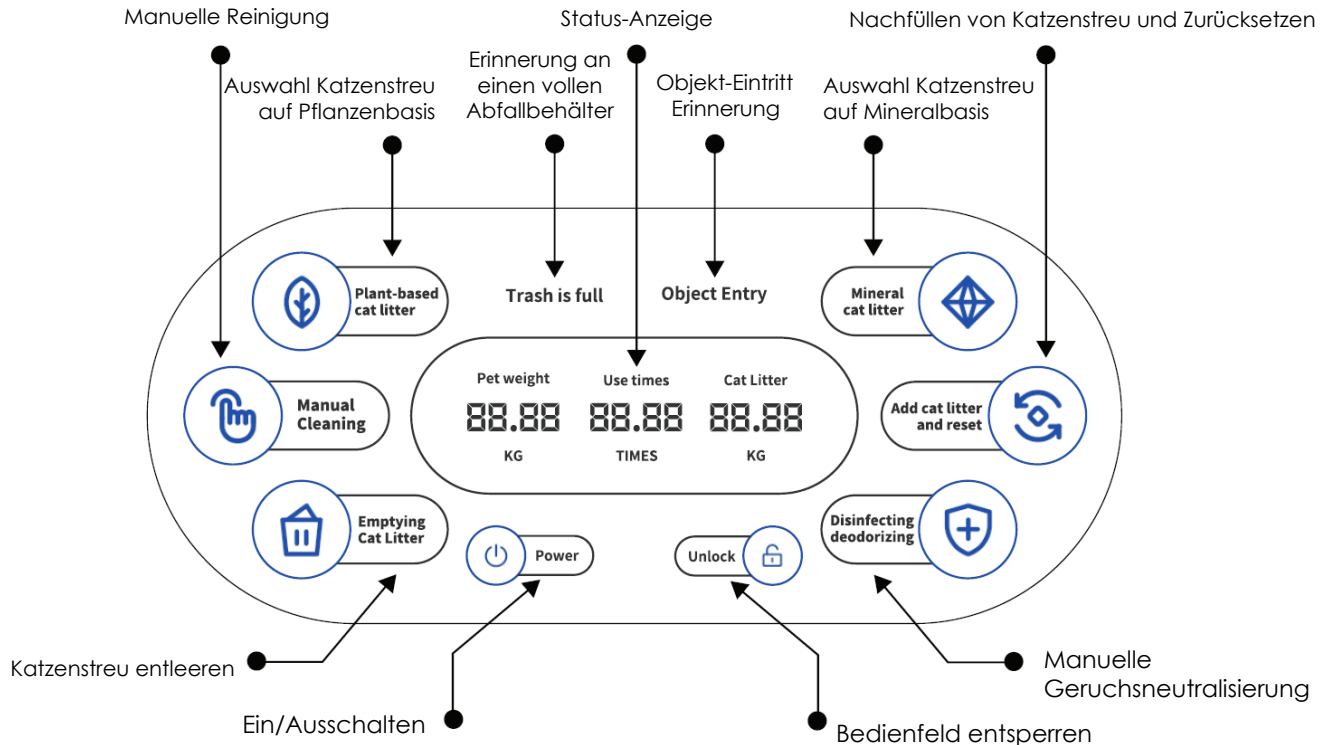 Manuelle Reinigung
Status-Anzeige
Nachfüllen von Katzenstreu und Zurücksetzen
Auswahl Katzenstreu
auf Pflanzenbasis
Erinnerung an
einen vollen
Abfallbehälter
Objekt-Eintritt
Erinnerung
Auswahl Katzenstreu
auf Mineralbasis
Plant-based
cat litter
Trash is full
Object Entry
Mineral
cat litter
Manual
Cleaning
Pet weight
88.88
KG
Use times
88.88
TIMES
Cat Litter
88.88
KG
Add cat litter
and reset
Emptying
Cat Litter
Power
Unlock
Disinfecting
deodorizing
Katzenstreu entleeren
Ein/Ausschalten
Bedienfeld entsperren
Manuelle
Geruchsneutralisierung